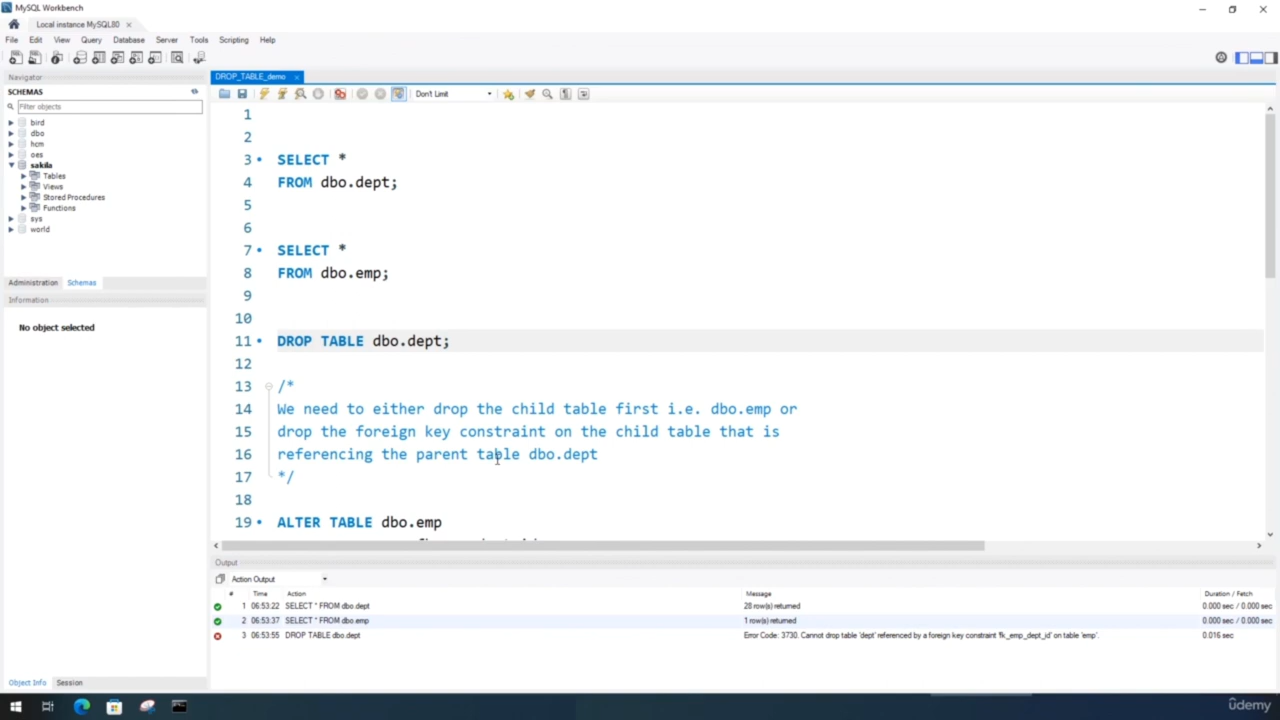 MySQL Workbench
Local instance MySQL80 ×
File Edit View Query Database Server Tools Scripting Help
Navigator
SCHEMAS
Filter objects
bird
dbo
hcm
oes
sakila
Tables
Views
Stored Procedures
Functions
sys
world
Administration Schemas
Information
No object selected
Object Info Session
DROP_TABLE_demo ×
Don't Limit
1
2
3 SELECT *
4 FROM dbo.dept;
5
6
7 SELECT *
8 FROM dbo.emp;
9
10
11 DROP TABLE dbo.dept;
12
13 /*
14 We need to either drop the child table first i.e. dbo.emp or
15 drop the foreign key constraint on the child table that is
16 referencing the parent table dbo.dept
17 */
18
19 ALTER TABLE dbo.emp
Output
Action Output
# Time Action Message Duration / Fetch
1 06:53:22 SELECT * FROM dbo.dept 28 row(s) returned 0.000 sec / 0.000 sec
2 06:53:37 SELECT * FROM dbo.emp 1 row(s) returned 0.000 sec / 0.000 sec
3 06:53:55 DROP TABLE dbo.dept Error Code: 3730. Cannot drop table 'dept' referenced by a foreign key constraint 'fk_emp_dept_id' on table 'emp'. 0.016 sec
ûdemy